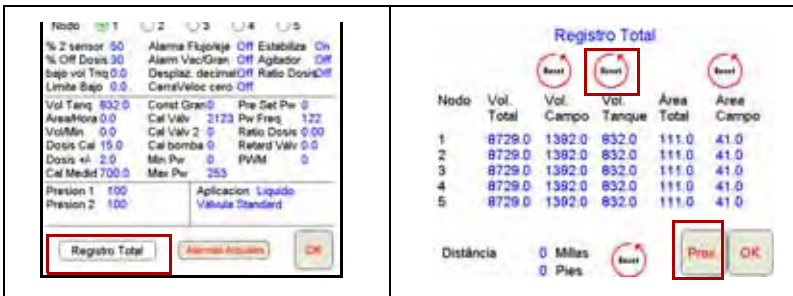 Nodo 1 2 3 4 5
% 2 sensor 50 Alarma Flujo/eje Off Estabiliza On
% Off Dosis 30 Alarm Vac/Gran Off Agitador Off
bajo vol Tnq 0.0 Desplaz. decimal Off Ratio Dosis Off
Limite Bajo 0.0 CerraVeloc cero Off
Vol Tanq 832.0 Const Gran 0 Pre Set Pw 0
Area/Hora 0.0 Cal Valv 2123 Pw Freq 122
Vol/Min 0.0 Cal Valv 2 0 Ratio Dosis 0.00
Dosis Cal 15.0 Cal bomba 0 Retard Valv 0.0
Dosis +/- 2.0 Min Pw 0 PWM 0
Cal Medid 700.0 Max Pw 253
Presion 1 100 Aplicacion Liquido
Presion 2 100 Valvula Standard
Registro Total Alarmas Actuales OK
Registro Total
Reset Reset Reset
Nodo Vol. Total Vol. Campo Vol. Tanque Área Total Área Campo
1 8729.0 1392.0 832.0 111.0 41.0
2 8729.0 1392.0 832.0 111.0 41.0
3 8729.0 1392.0 832.0 111.0 41.0
4 8729.0 1392.0 832.0 111.0 41.0
5 8729.0 1392.0 832.0 111.0 41.0
Distância 0 Millas Reset Prox. OK
0 Pies